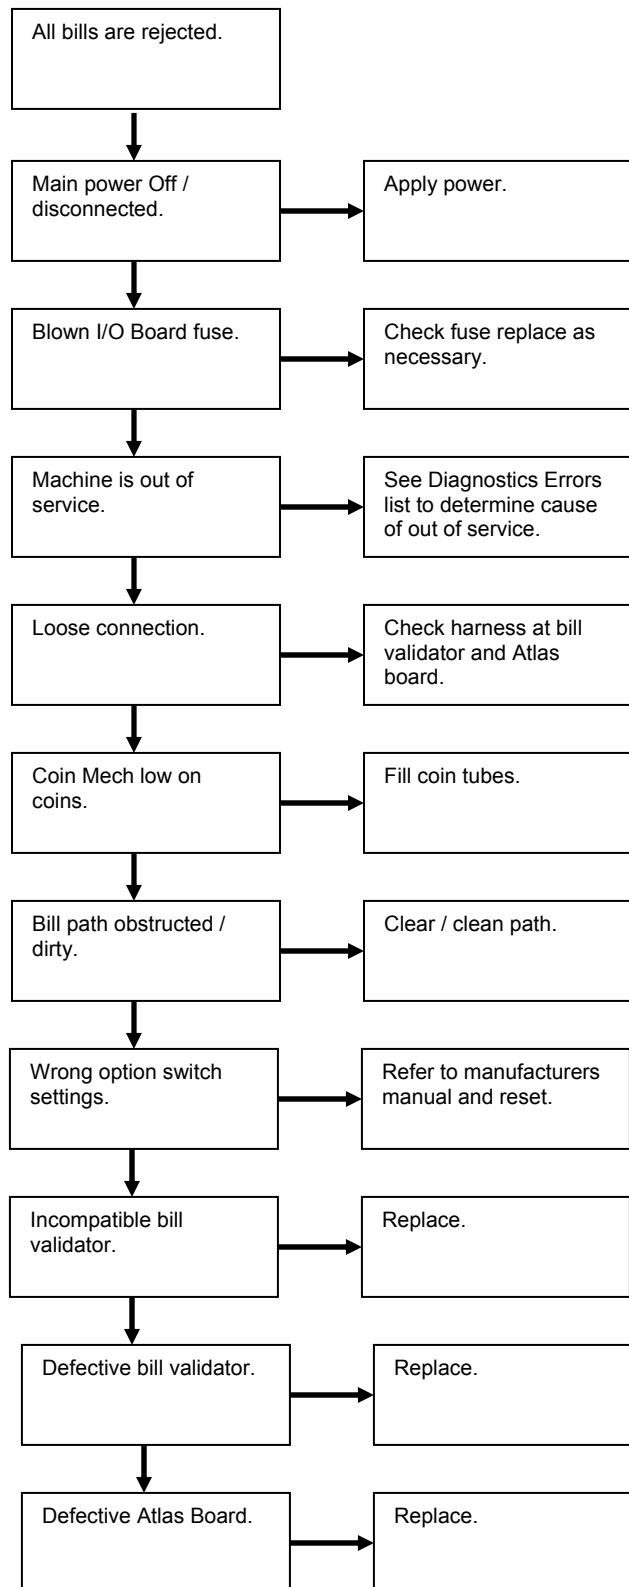 All bills are rejected.
Main power Off /
disconnected.
Apply power.
Blown I/O Board fuse.
Check fuse replace as
necessary.
Machine is out of
service.
See Diagnostics Errors
list to determine cause
of out of service.
Loose connection.
Check harness at bill
validator and Atlas
board.
Coin Mech low on
coins.
Fill coin tubes.
Bill path obstructed /
dirty.
Clear / clean path.
Wrong option switch
settings.
Refer to manufacturers
manual and reset.
Incompatible bill
validator.
Replace.
Defective bill validator.
Replace.
Defective Atlas Board.
Replace.